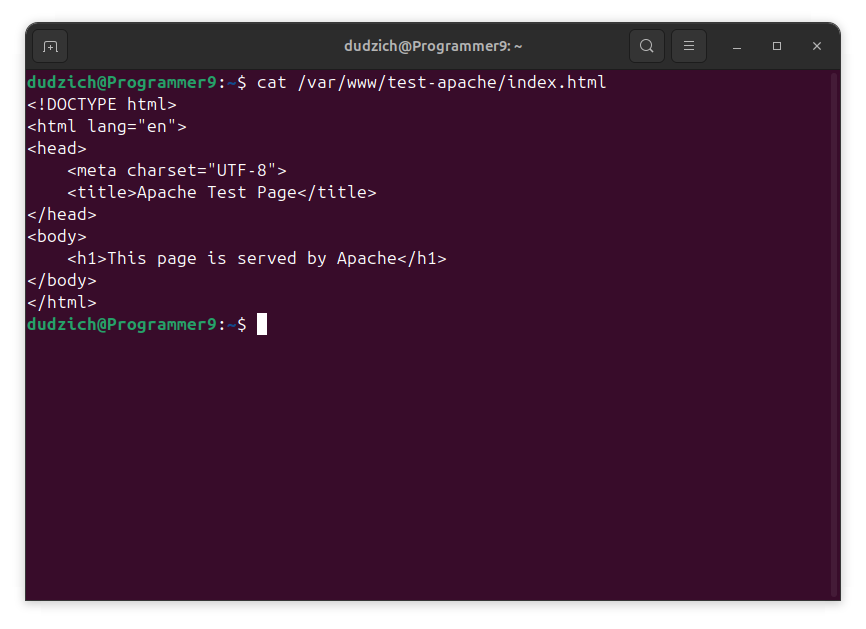 dudzich@Programmer9: ~
dudzich@Programmer9:~$ cat /var/www/test-apache/index.html
<!DOCTYPE html>
<html lang="en">
<head>
    <meta charset="UTF-8">
    <title>Apache Test Page</title>
</head>
<body>
    <h1>This page is served by Apache</h1>
</body>
</html>
dudzich@Programmer9:~$